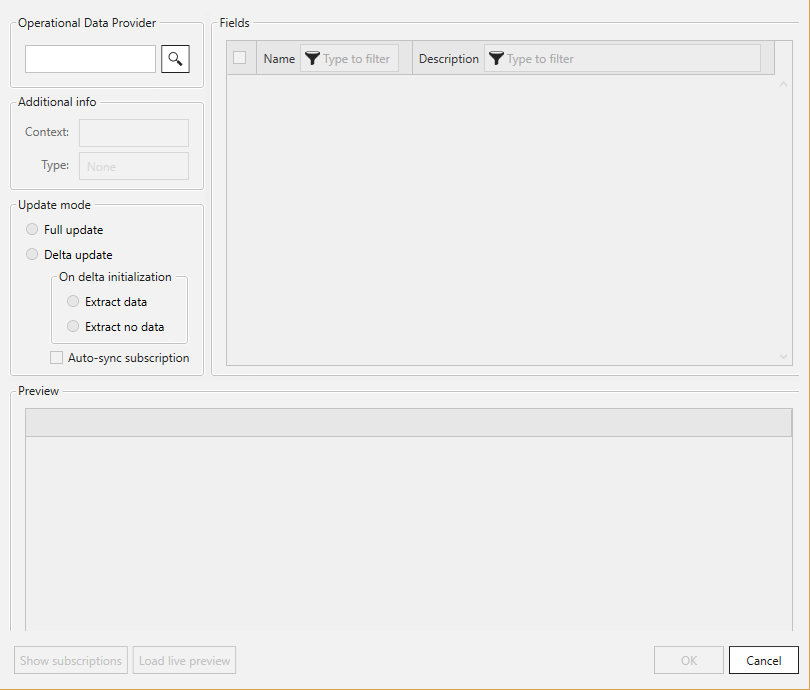 Operational Data Provider
Additional info
Context:
Type: None
Update mode
Full update
Delta update
On delta initialization
Extract data
Extract no data
Auto-sync subscription
Fields
Name Type to filter Description Type to filter
Preview
Show subscriptions Load live preview OK Cancel